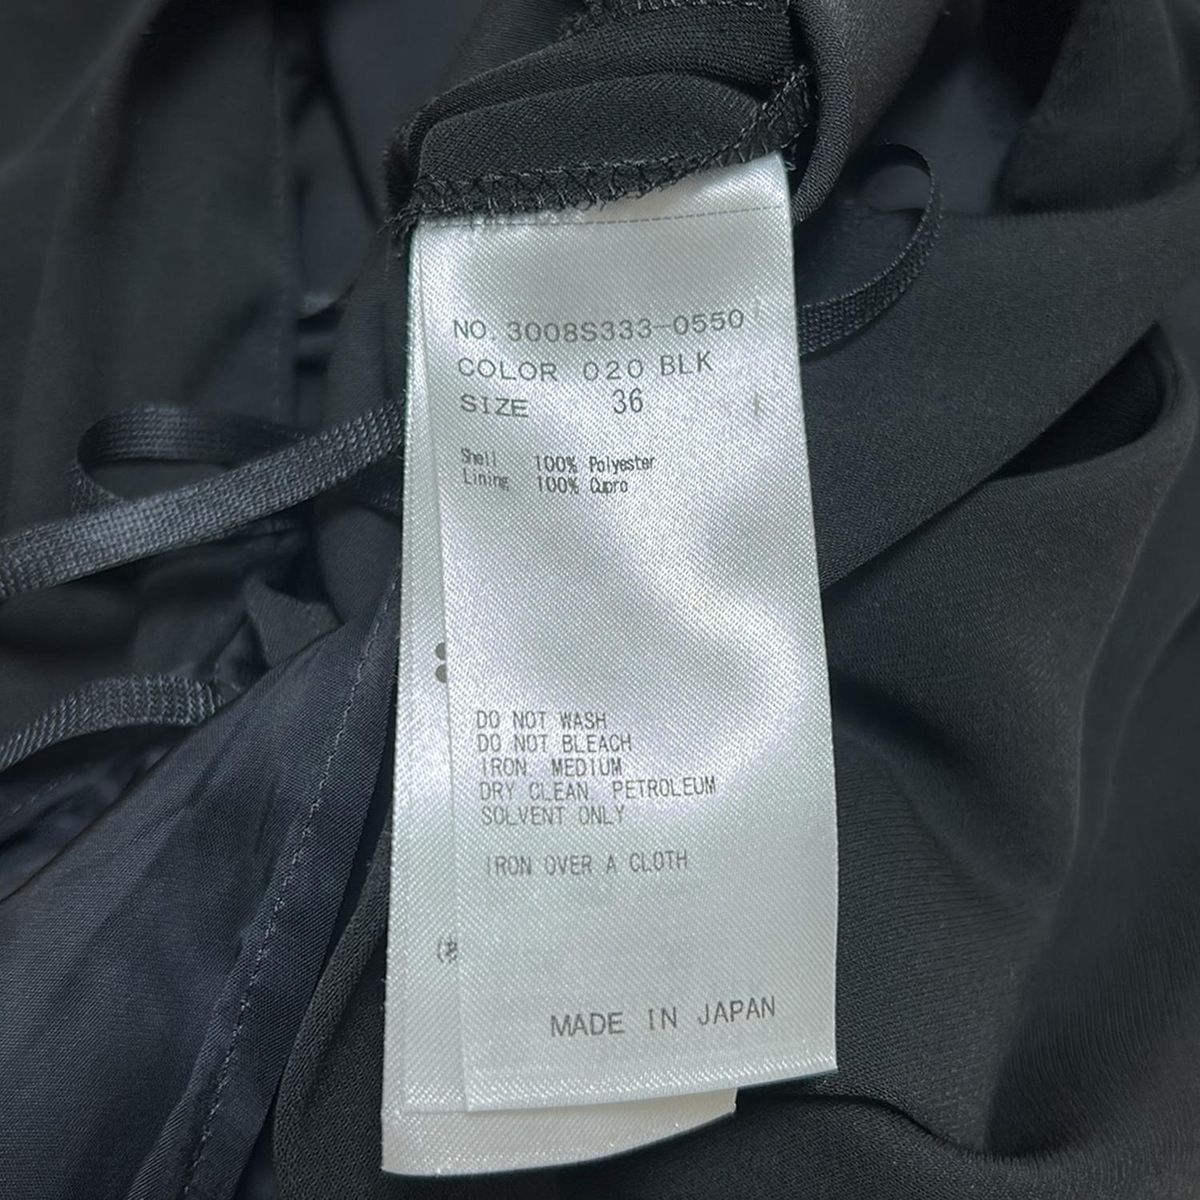 NO. 3008S333-0550
COLOR 020 BLK
SIZE 36
Shell 100% Polyester
Lining 100% Cupro
DO NOT WASH
DO NOT BLEACH
IRON MEDIUM
DRY CLEAN PETROLEUM
SOLVENT ONLY
IRON OVER A CLOTH
MADE IN JAPAN